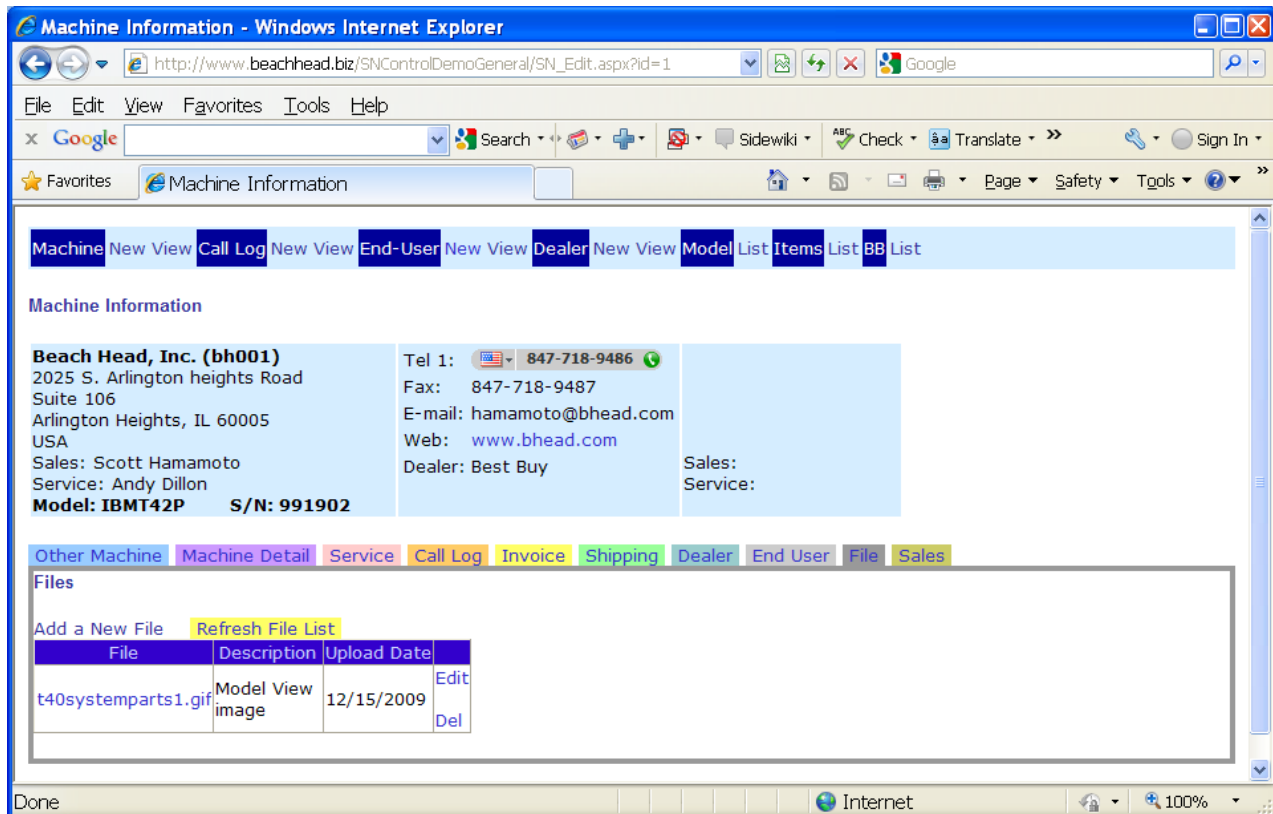 Machine Information - Windows Internet Explorer
http://www.beachhead.biz/SNControlDemoGeneral/SN_Edit.aspx?id=1 Google
File Edit View Favorites Tools Help
x Google Search ABC Check äa Translate Sidewiki » Sign In
Favorites Machine Information Page Safety Tools »
Machine New View Call Log New View End-User New View Dealer New View Model List Items List BB List
Machine Information
Beach Head, Inc. (bh001)
2025 S. Arlington heights Road
Suite 106
Arlington Heights, IL 60005
USA
Sales: Scott Hamamoto
Service: Andy Dillon
Model: IBMT42P S/N: 991902
Tel 1: 847-718-9486
Fax: 847-718-9487
E-mail: hamamoto@bhead.com
Web: www.bhead.com
Dealer: Best Buy
Sales:
Service:
Other Machine Machine Detail Service Call Log Invoice Shipping Dealer End User File Sales
Files
Add a New File Refresh File List
File Description Upload Date
t40systemparts1.gif Model View image 12/15/2009 Edit
Del
Done Internet 100%